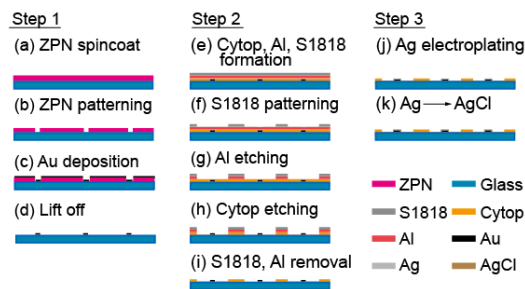 Step 1
(a) ZPN spincoat
(b) ZPN patterning
(c) Au deposition
(d) Lift off
Step 2
(e) Cytop, Al, S1818
formation
(f) S1818 patterning
(g) Al etching
(h) Cytop etching
(i) S1818, Al removal
Step 3
(j) Ag electroplating
(k) Ag ⟶ AgCl
ZPN
Glass
S1818
Cytop
Al
Au
Ag
AgCl